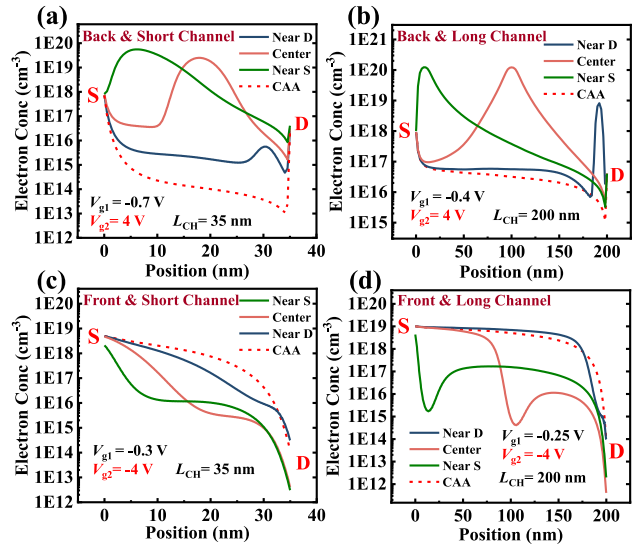 (a)
Back & Short Channel
Near D
Center
Near S
CAA
S
D
V_g1 = -0.7 V
V_g2= 4 V
L_CH= 35 nm
Electron Conc (cm⁻³)
1E20
1E19
1E18
1E17
1E16
1E15
1E14
1E13
1E12
0 10 20 30 40
Position (nm)
(b)
Back & Long Channel
Near D
Center
Near S
CAA
S
D
V_g1 = -0.4 V
V_g2= 4 V
L_CH= 200 nm
Electron Conc (cm⁻³)
1E21
1E20
1E19
1E18
1E17
1E16
1E15
0 50 100 150 200
Position (nm)
(c)
Front & Short Channel
Near S
Center
Near D
CAA
S
D
V_g1 = -0.3 V
V_g2= -4 V
L_CH= 35 nm
Electron Conc (cm⁻³)
1E20
1E19
1E18
1E17
1E16
1E15
1E14
1E13
1E12
0 10 20 30 40
Position (nm)
(d)
Front & Long Channel
S
D
Near D
Center
Near S
CAA
V_g1 = -0.25 V
V_g2 = -4 V
L_CH= 200 nm
Electron Conc (cm⁻³)
1E20
1E19
1E18
1E17
1E16
1E15
1E14
1E13
1E12
0 50 100 150 200
Position (nm)